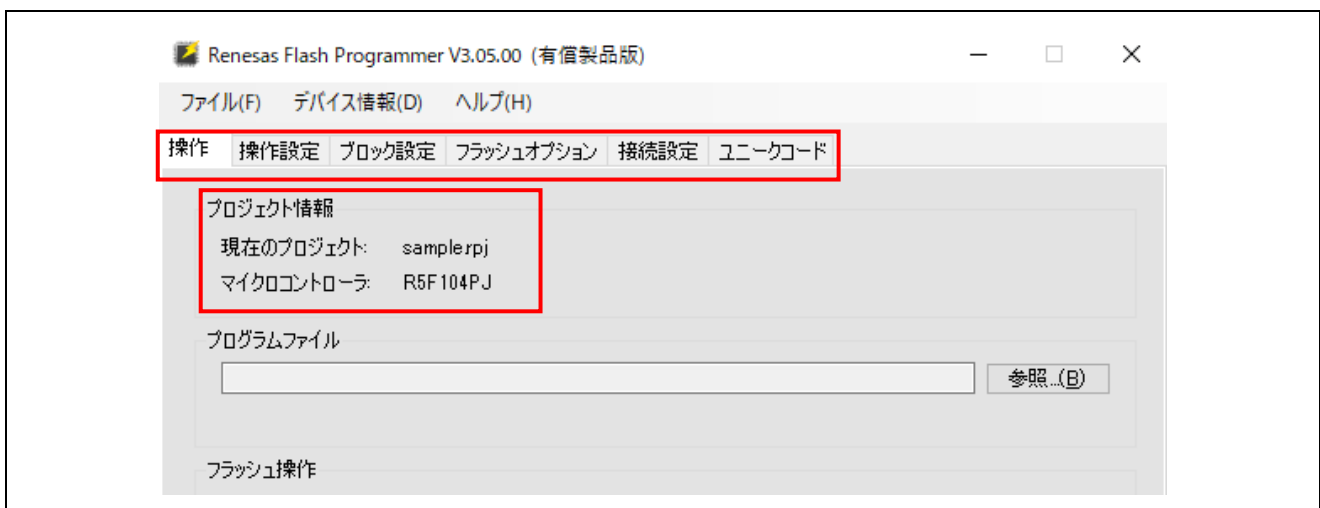 Renesas Flash Programmer V3.05.00 (有償製品版)
ファイル(F) デバイス情報(D) ヘルプ(H)
操作 操作設定 ブロック設定 フラッシュオプション 接続設定 ユニークコード
プロジェクト情報
現在のプロジェクト: sample.rpj
マイクロコントローラ: R5F104PJ
プログラムファイル
参照...(B)
フラッシュ操作